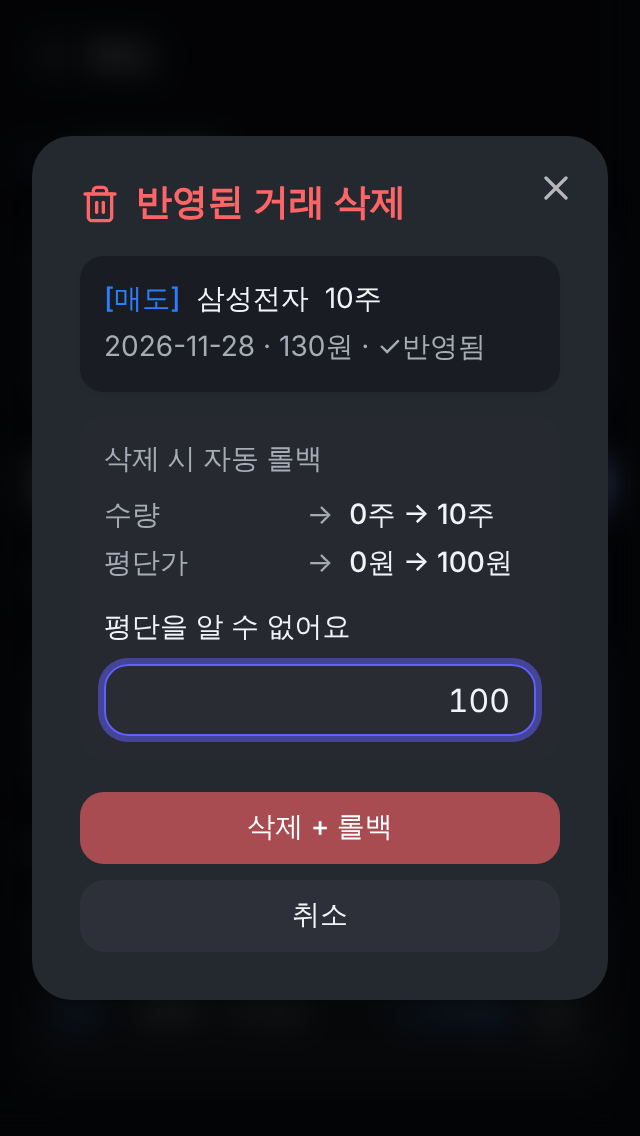 반영된 거래 삭제
[매도] 삼성전자 10주
2026-11-28 · 130원 · ✓반영됨
삭제 시 자동 롤백
수량 → 0주 → 10주
평단가 → 0원 → 100원
평단을 알 수 없어요
100
삭제 + 롤백
취소